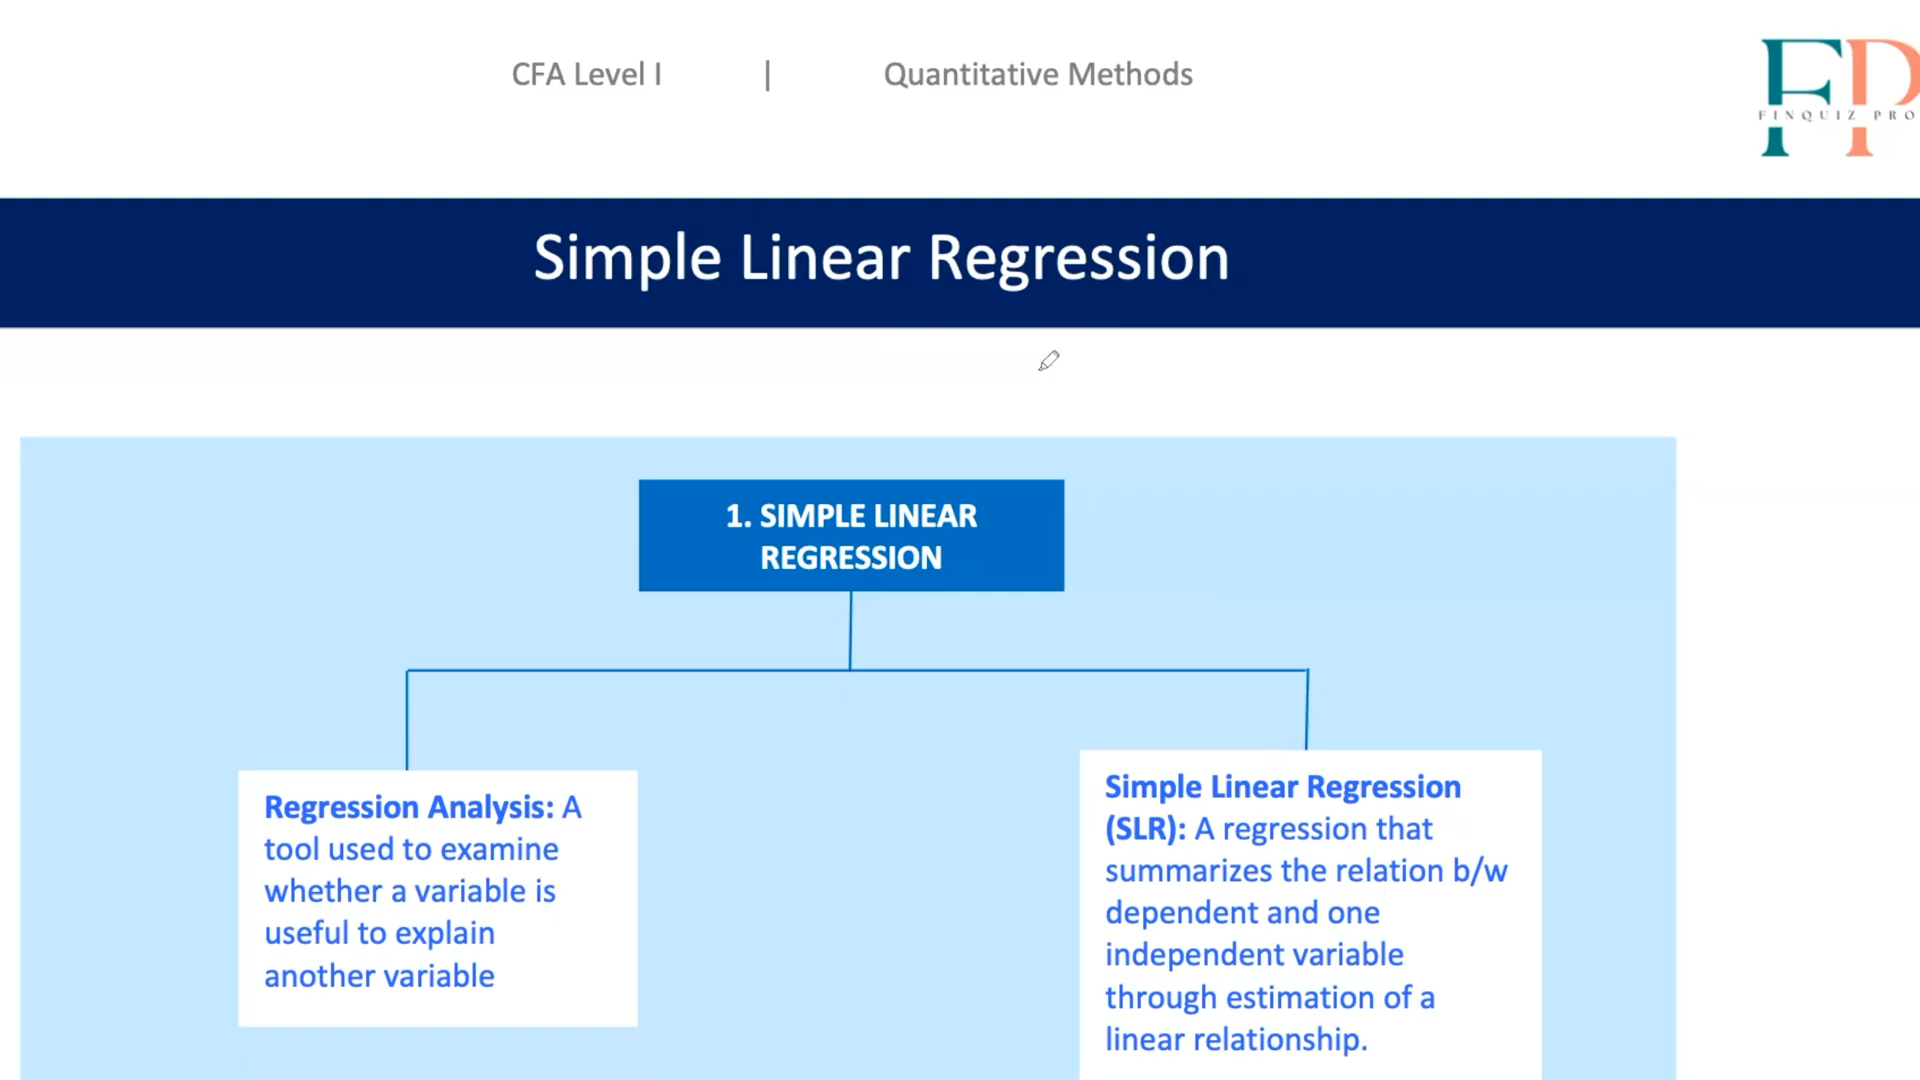 CFA Level I | Quantitative Methods
FP
FINQUIZ PRO
Simple Linear Regression
1. SIMPLE LINEAR
REGRESSION
Regression Analysis: A
tool used to examine
whether a variable is
useful to explain
another variable
Simple Linear Regression
(SLR): A regression that
summarizes the relation b/w
dependent and one
independent variable
through estimation of a
linear relationship.